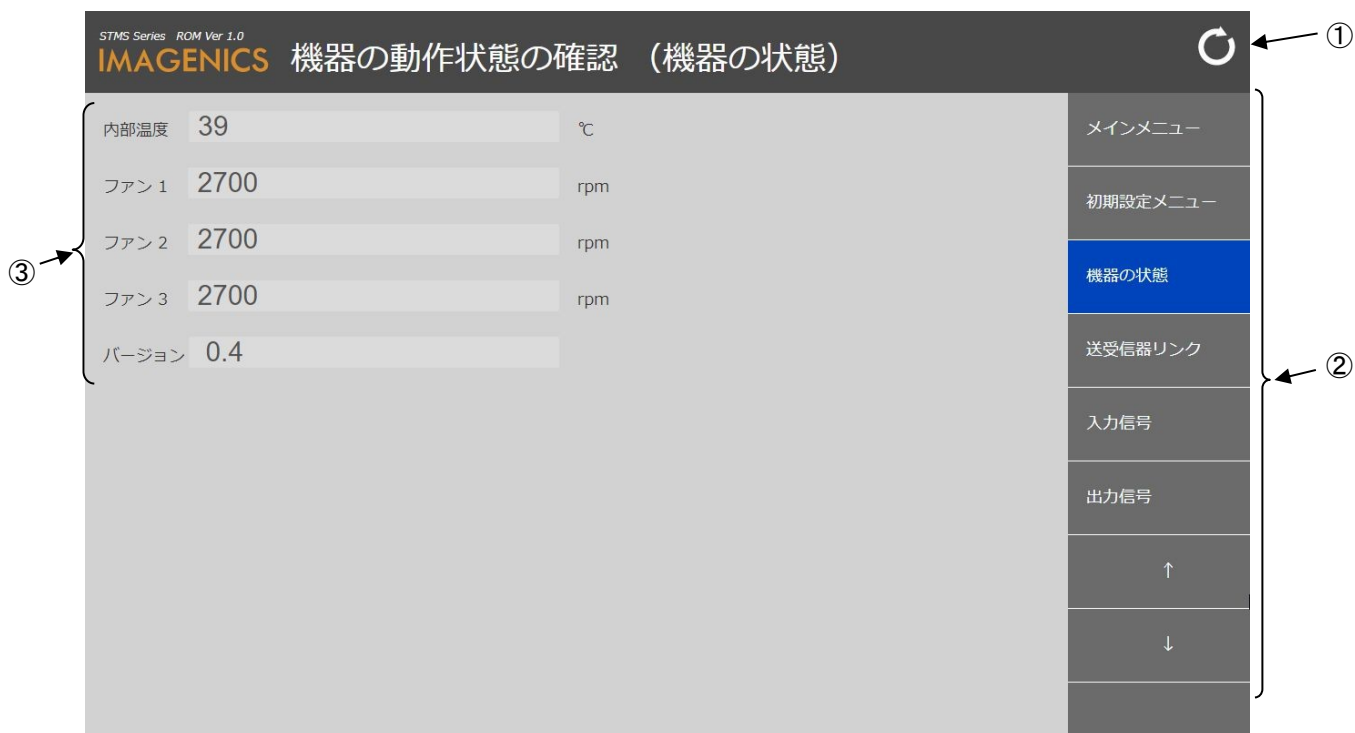 STMS Series ROM Ver 1.0
IMAGENICS 機器の動作状態の確認 (機器の状態)
①
内部温度 39 ℃
ファン 1 2700 rpm
ファン 2 2700 rpm
ファン 3 2700 rpm
バージョン 0.4
③
メインメニュー
初期設定メニュー
機器の状態
送受信器リンク
入力信号
出力信号
↑
↓
②